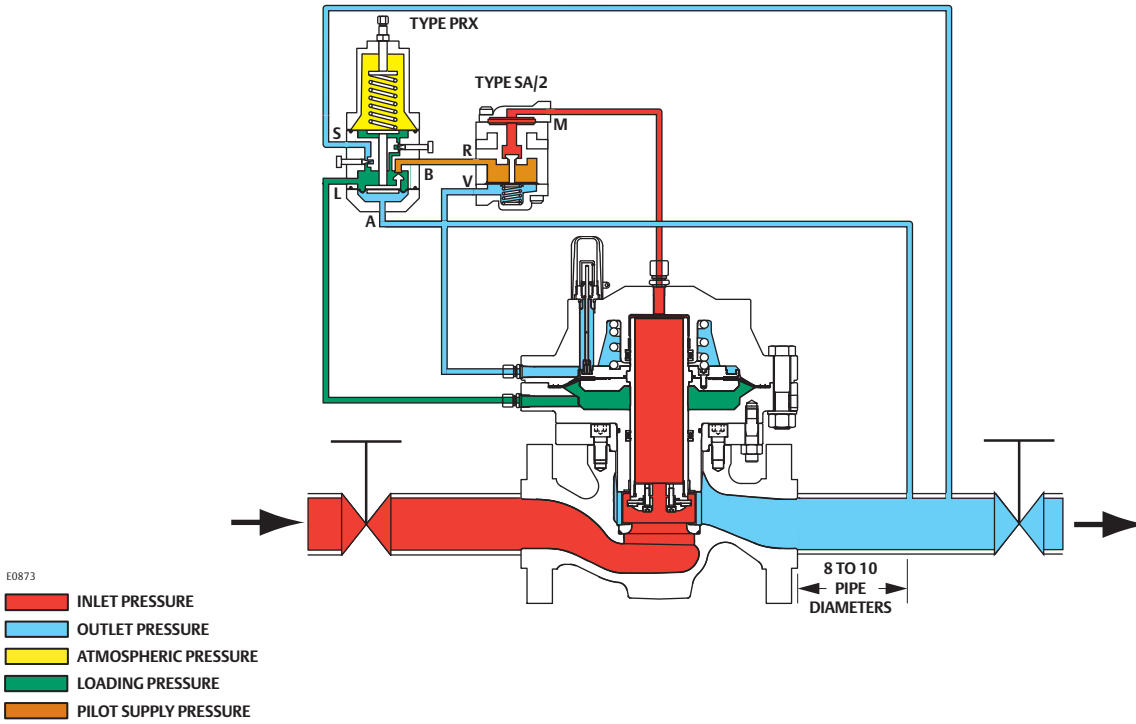 TYPE PRX
TYPE SA/2
M
S
R
B
V
L
A
8 TO 10
PIPE
DIAMETERS
E0873
INLET PRESSURE
OUTLET PRESSURE
ATMOSPHERIC PRESSURE
LOADING PRESSURE
PILOT SUPPLY PRESSURE